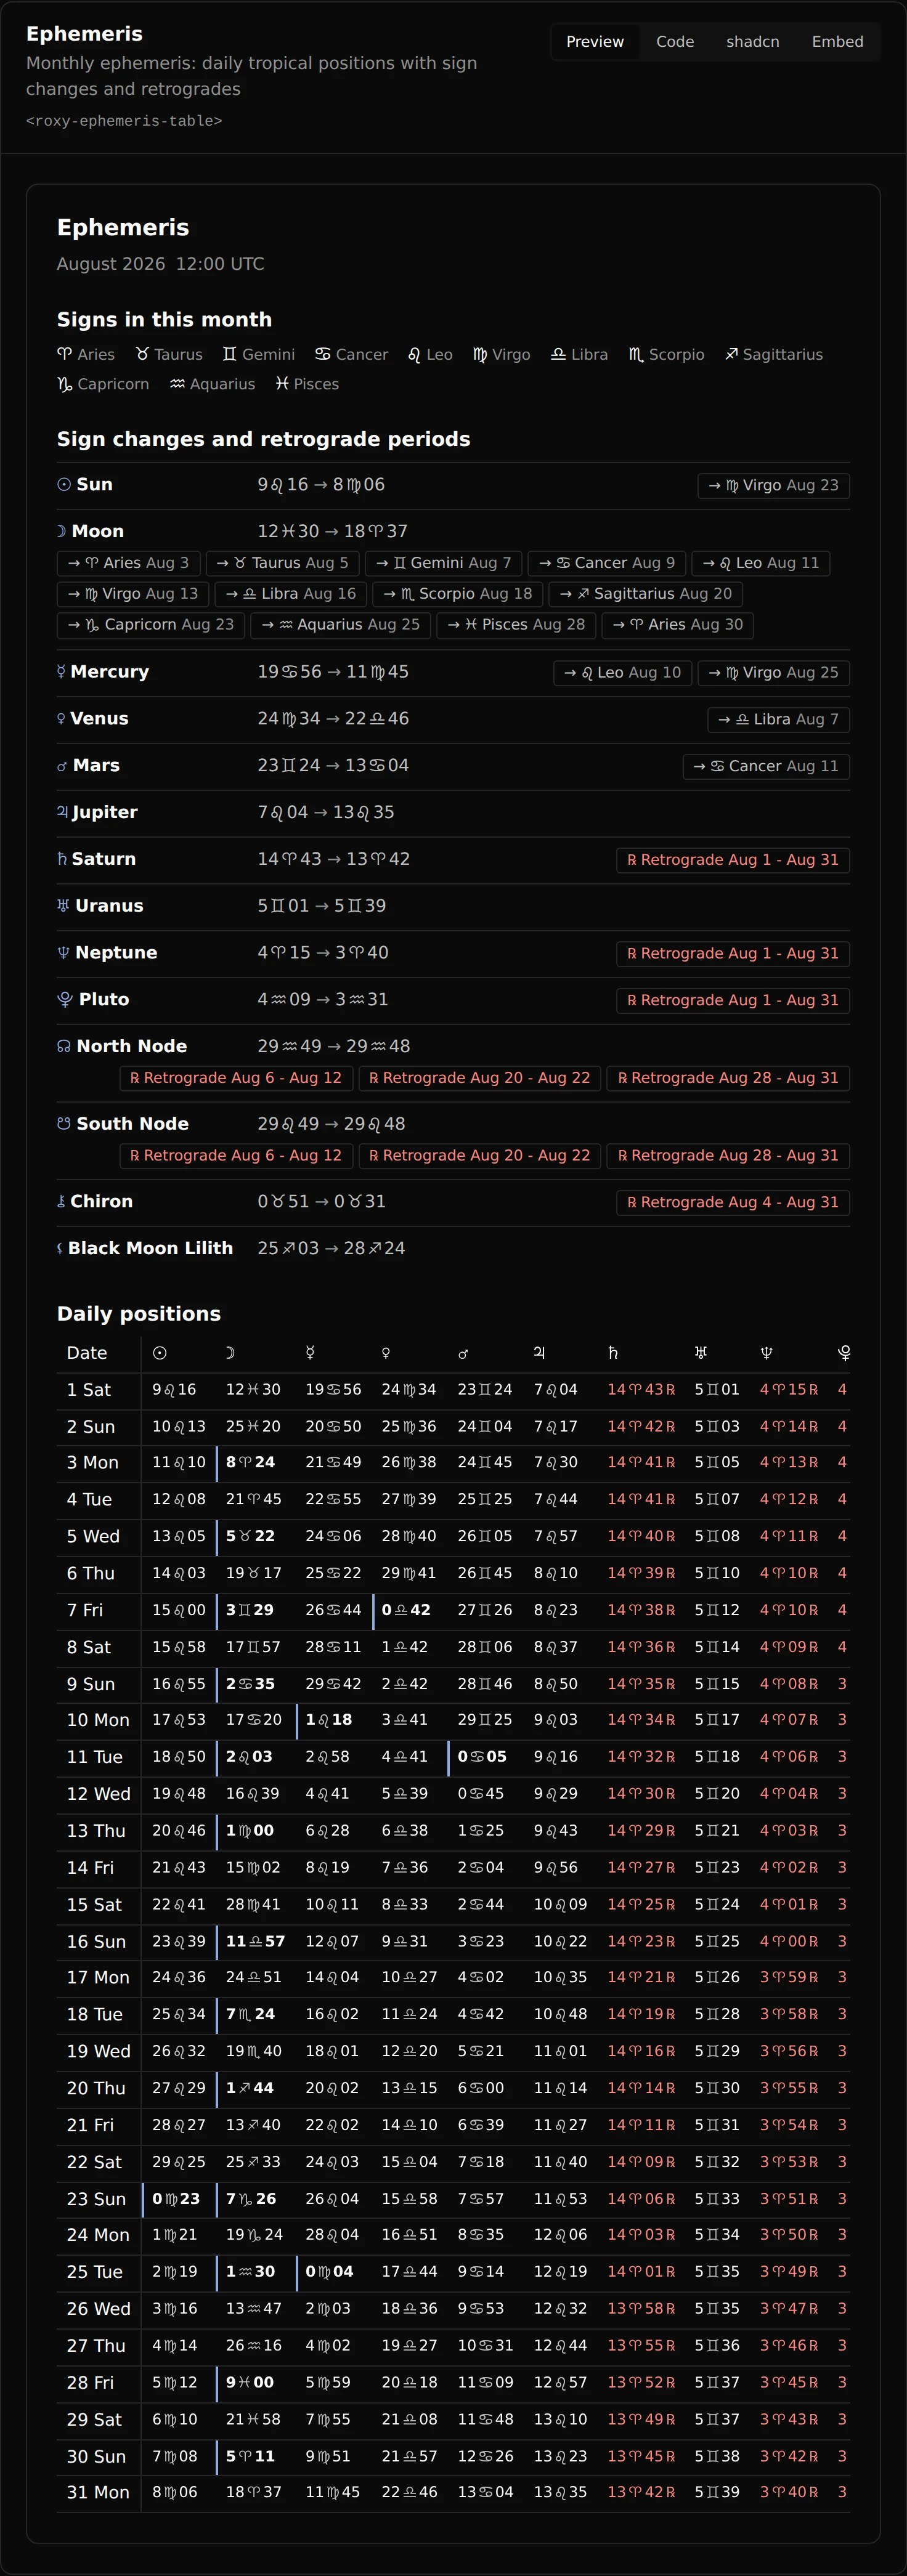 Ephemeris
Preview Code shadcn Embed
Monthly ephemeris: daily tropical positions with sign
changes and retrogrades
<roxy-ephemeris-table>
Ephemeris
August 2026 12:00 UTC
Signs in this month
♈ Aries ♉ Taurus ♊ Gemini ♋ Cancer ♌ Leo ♍ Virgo ♎ Libra ♏ Scorpio ♐ Sagittarius
♑ Capricorn ♒ Aquarius ♓ Pisces
Sign changes and retrograde periods
☉ Sun 9♌16 → 8♍06 → ♍ Virgo Aug 23
☽ Moon 12♓30 → 18♈37
→ ♈ Aries Aug 3 → ♉ Taurus Aug 5 → ♊ Gemini Aug 7 → ♋ Cancer Aug 9 → ♌ Leo Aug 11
→ ♍ Virgo Aug 13 → ♎ Libra Aug 16 → ♏ Scorpio Aug 18 → ♐ Sagittarius Aug 20
→ ♑ Capricorn Aug 23 → ♒ Aquarius Aug 25 → ♓ Pisces Aug 28 → ♈ Aries Aug 30
☿ Mercury 19♋56 → 11♍45 → ♌ Leo Aug 10 → ♍ Virgo Aug 25
♀ Venus 24♍34 → 22♎46 → ♎ Libra Aug 7
♂ Mars 23♊24 → 13♋04 → ♋ Cancer Aug 11
♃ Jupiter 7♌04 → 13♌35
♄ Saturn 14♈43 → 13♈42 ℞ Retrograde Aug 1 - Aug 31
♅ Uranus 5♊01 → 5♊39
♆ Neptune 4♈15 → 3♈40 ℞ Retrograde Aug 1 - Aug 31
⯓ Pluto 4♒09 → 3♒31 ℞ Retrograde Aug 1 - Aug 31
☊ North Node 29♒49 → 29♒48
℞ Retrograde Aug 6 - Aug 12 ℞ Retrograde Aug 20 - Aug 22 ℞ Retrograde Aug 28 - Aug 31
☋ South Node 29♌49 → 29♌48
℞ Retrograde Aug 6 - Aug 12 ℞ Retrograde Aug 20 - Aug 22 ℞ Retrograde Aug 28 - Aug 31
⚷ Chiron 0♉51 → 0♉31 ℞ Retrograde Aug 4 - Aug 31
⚸ Black Moon Lilith 25♐03 → 28♐24
Daily positions
Date ☉ ☽ ☿ ♀ ♂ ♃ ♄ ♅ ♆ ⯓
1 Sat 9♌16 12♓30 19♋56 24♍34 23♊24 7♌04 14♈43℞ 5♊01 4♈15℞ 4
2 Sun 10♌13 25♓20 20♋50 25♍36 24♊04 7♌17 14♈42℞ 5♊03 4♈14℞ 4
3 Mon 11♌10 8♈24 21♋49 26♍38 24♊45 7♌30 14♈41℞ 5♊05 4♈13℞ 4
4 Tue 12♌08 21♈45 22♋55 27♍39 25♊25 7♌44 14♈41℞ 5♊07 4♈12℞ 4
5 Wed 13♌05 5♉22 24♋06 28♍40 26♊05 7♌57 14♈40℞ 5♊08 4♈11℞ 4
6 Thu 14♌03 19♉17 25♋22 29♍41 26♊45 8♌10 14♈39℞ 5♊10 4♈10℞ 4
7 Fri 15♌00 3♊29 26♋44 0♎42 27♊26 8♌23 14♈38℞ 5♊12 4♈10℞ 4
8 Sat 15♌58 17♊57 28♋11 1♎42 28♊06 8♌37 14♈36℞ 5♊14 4♈09℞ 4
9 Sun 16♌55 2♋35 29♋42 2♎42 28♊46 8♌50 14♈35℞ 5♊15 4♈08℞ 3
10 Mon 17♌53 17♋20 1♌18 3♎41 29♊25 9♌03 14♈34℞ 5♊17 4♈07℞ 3
11 Tue 18♌50 2♌03 2♌58 4♎41 0♋05 9♌16 14♈32℞ 5♊18 4♈06℞ 3
12 Wed 19♌48 16♌39 4♌41 5♎39 0♋45 9♌29 14♈30℞ 5♊20 4♈04℞ 3
13 Thu 20♌46 1♍00 6♌28 6♎38 1♋25 9♌43 14♈29℞ 5♊21 4♈03℞ 3
14 Fri 21♌43 15♍02 8♌19 7♎36 2♋04 9♌56 14♈27℞ 5♊23 4♈02℞ 3
15 Sat 22♌41 28♍41 10♌11 8♎33 2♋44 10♌09 14♈25℞ 5♊24 4♈01℞ 3
16 Sun 23♌39 11♎57 12♌07 9♎31 3♋23 10♌22 14♈23℞ 5♊25 4♈00℞ 3
17 Mon 24♌36 24♎51 14♌04 10♎27 4♋02 10♌35 14♈21℞ 5♊26 3♈59℞ 3
18 Tue 25♌34 7♏24 16♌02 11♎24 4♋42 10♌48 14♈19℞ 5♊28 3♈58℞ 3
19 Wed 26♌32 19♏40 18♌01 12♎20 5♋21 11♌01 14♈16℞ 5♊29 3♈56℞ 3
20 Thu 27♌29 1♐44 20♌02 13♎15 6♋00 11♌14 14♈14℞ 5♊30 3♈55℞ 3
21 Fri 28♌27 13♐40 22♌02 14♎10 6♋39 11♌27 14♈11℞ 5♊31 3♈54℞ 3
22 Sat 29♌25 25♐33 24♌03 15♎04 7♋18 11♌40 14♈09℞ 5♊32 3♈53℞ 3
23 Sun 0♍23 7♑26 26♌04 15♎58 7♋57 11♌53 14♈06℞ 5♊33 3♈51℞ 3
24 Mon 1♍21 19♑24 28♌04 16♎51 8♋35 12♌06 14♈03℞ 5♊34 3♈50℞ 3
25 Tue 2♍19 1♒30 0♍04 17♎44 9♋14 12♌19 14♈01℞ 5♊35 3♈49℞ 3
26 Wed 3♍16 13♒47 2♍03 18♎36 9♋53 12♌32 13♈58℞ 5♊35 3♈47℞ 3
27 Thu 4♍14 26♒16 4♍02 19♎27 10♋31 12♌44 13♈55℞ 5♊36 3♈46℞ 3
28 Fri 5♍12 9♓00 5♍59 20♎18 11♋09 12♌57 13♈52℞ 5♊37 3♈45℞ 3
29 Sat 6♍10 21♓58 7♍55 21♎08 11♋48 13♌10 13♈49℞ 5♊37 3♈43℞ 3
30 Sun 7♍08 5♈11 9♍51 21♎57 12♋26 13♌23 13♈45℞ 5♊38 3♈42℞ 3
31 Mon 8♍06 18♈37 11♍45 22♎46 13♋04 13♌35 13♈42℞ 5♊39 3♈40℞ 3